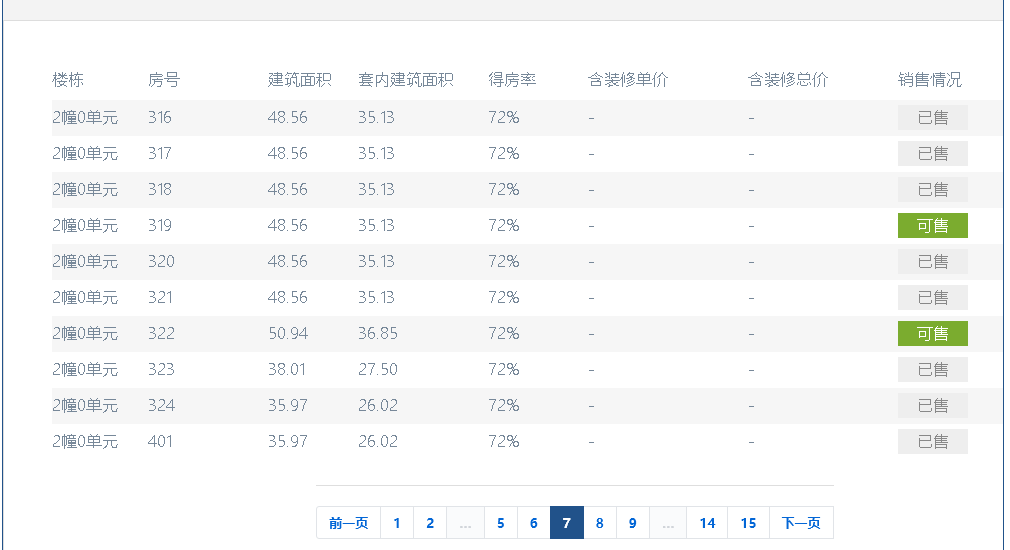 楼栋 房号 建筑面积 套内建筑面积 得房率 含装修单价 含装修总价 销售情况
2幢0单元 316 48.56 35.13 72% - - 已售
2幢0单元 317 48.56 35.13 72% - - 已售
2幢0单元 318 48.56 35.13 72% - - 已售
2幢0单元 319 48.56 35.13 72% - - 可售
2幢0单元 320 48.56 35.13 72% - - 已售
2幢0单元 321 48.56 35.13 72% - - 已售
2幢0单元 322 50.94 36.85 72% - - 可售
2幢0单元 323 38.01 27.50 72% - - 已售
2幢0单元 324 35.97 26.02 72% - - 已售
2幢0单元 401 35.97 26.02 72% - - 已售
前一页 1 2 ... 5 6 7 8 9 ... 14 15 下一页